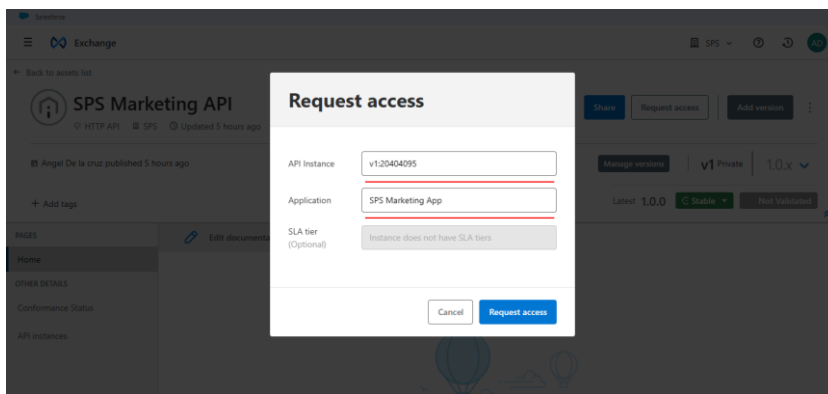 Salesforce
Exchange
SPS
AD
Back to assets list
SPS Marketing API
HTTP API SPS Updated 5 hours ago
Share
Request access
Add version
Angel De la cruz published 5 hours ago
Manage versions
v1 Private
1.0.x
+ Add tags
Latest 1.0.0
Stable
Not Validated
PAGES
Edit documenta
Home
OTHER DETAILS
Conformance Status
API instances
Request access
API Instance
v1:20404095
Application
SPS Marketing App
SLA tier
(Optional)
Instance does not have SLA tiers
Cancel
Request access